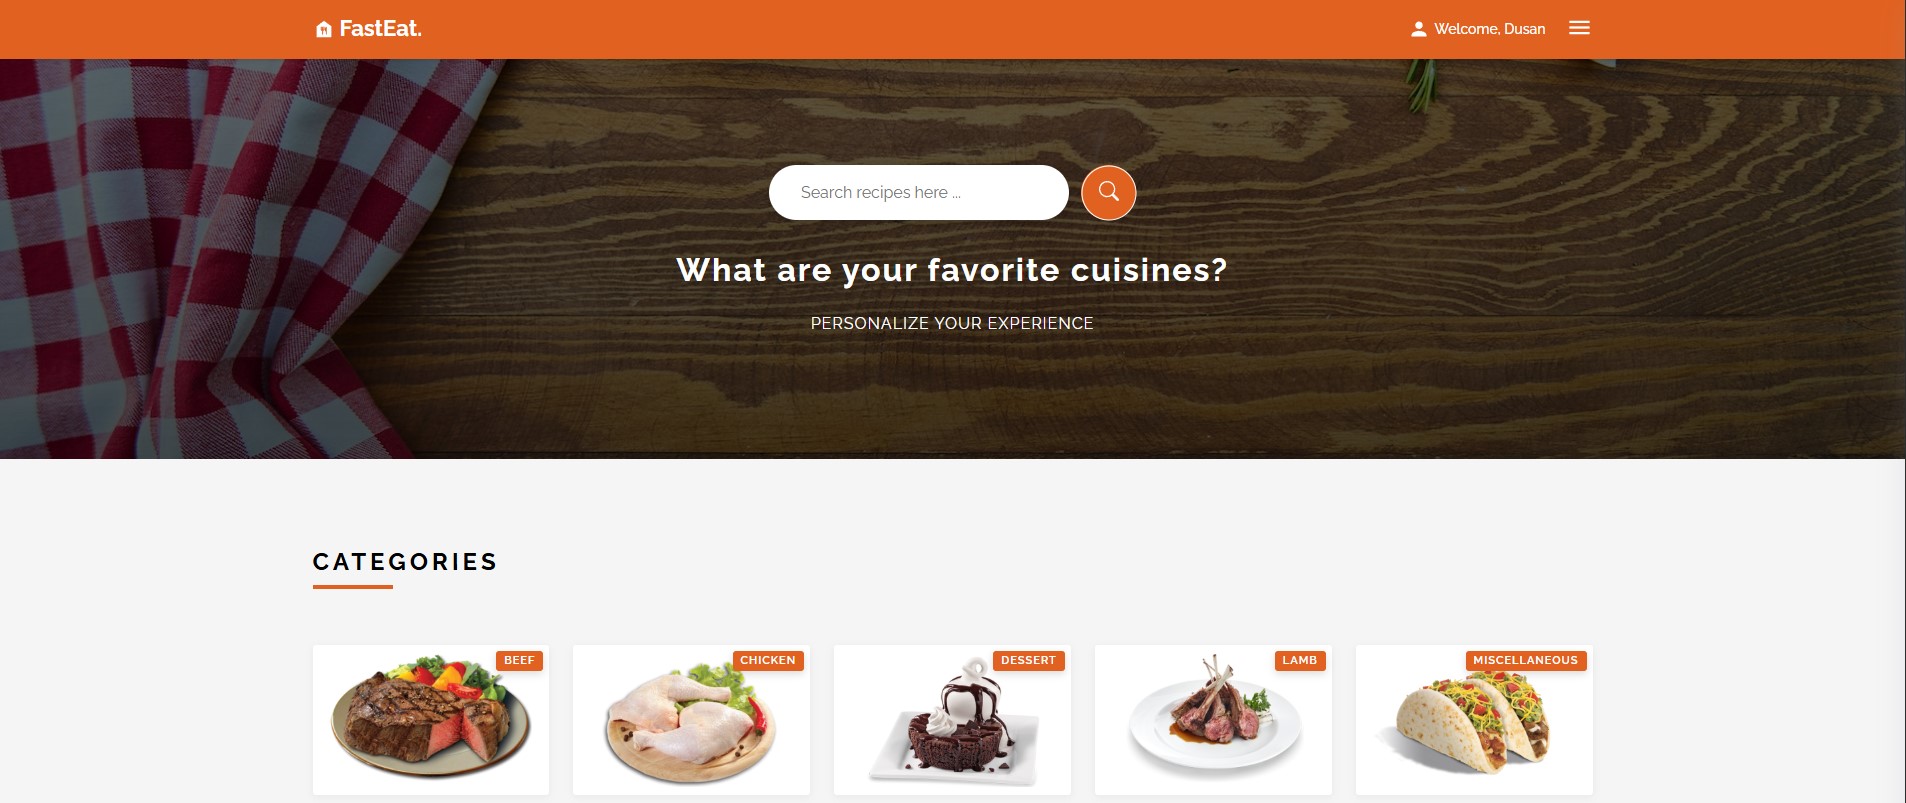 FastEat.
Welcome, Dusan
Search recipes here ...
What are your favorite cuisines?
PERSONALIZE YOUR EXPERIENCE
CATEGORIES
BEEF
CHICKEN
DESSERT
LAMB
MISCELLANEOUS